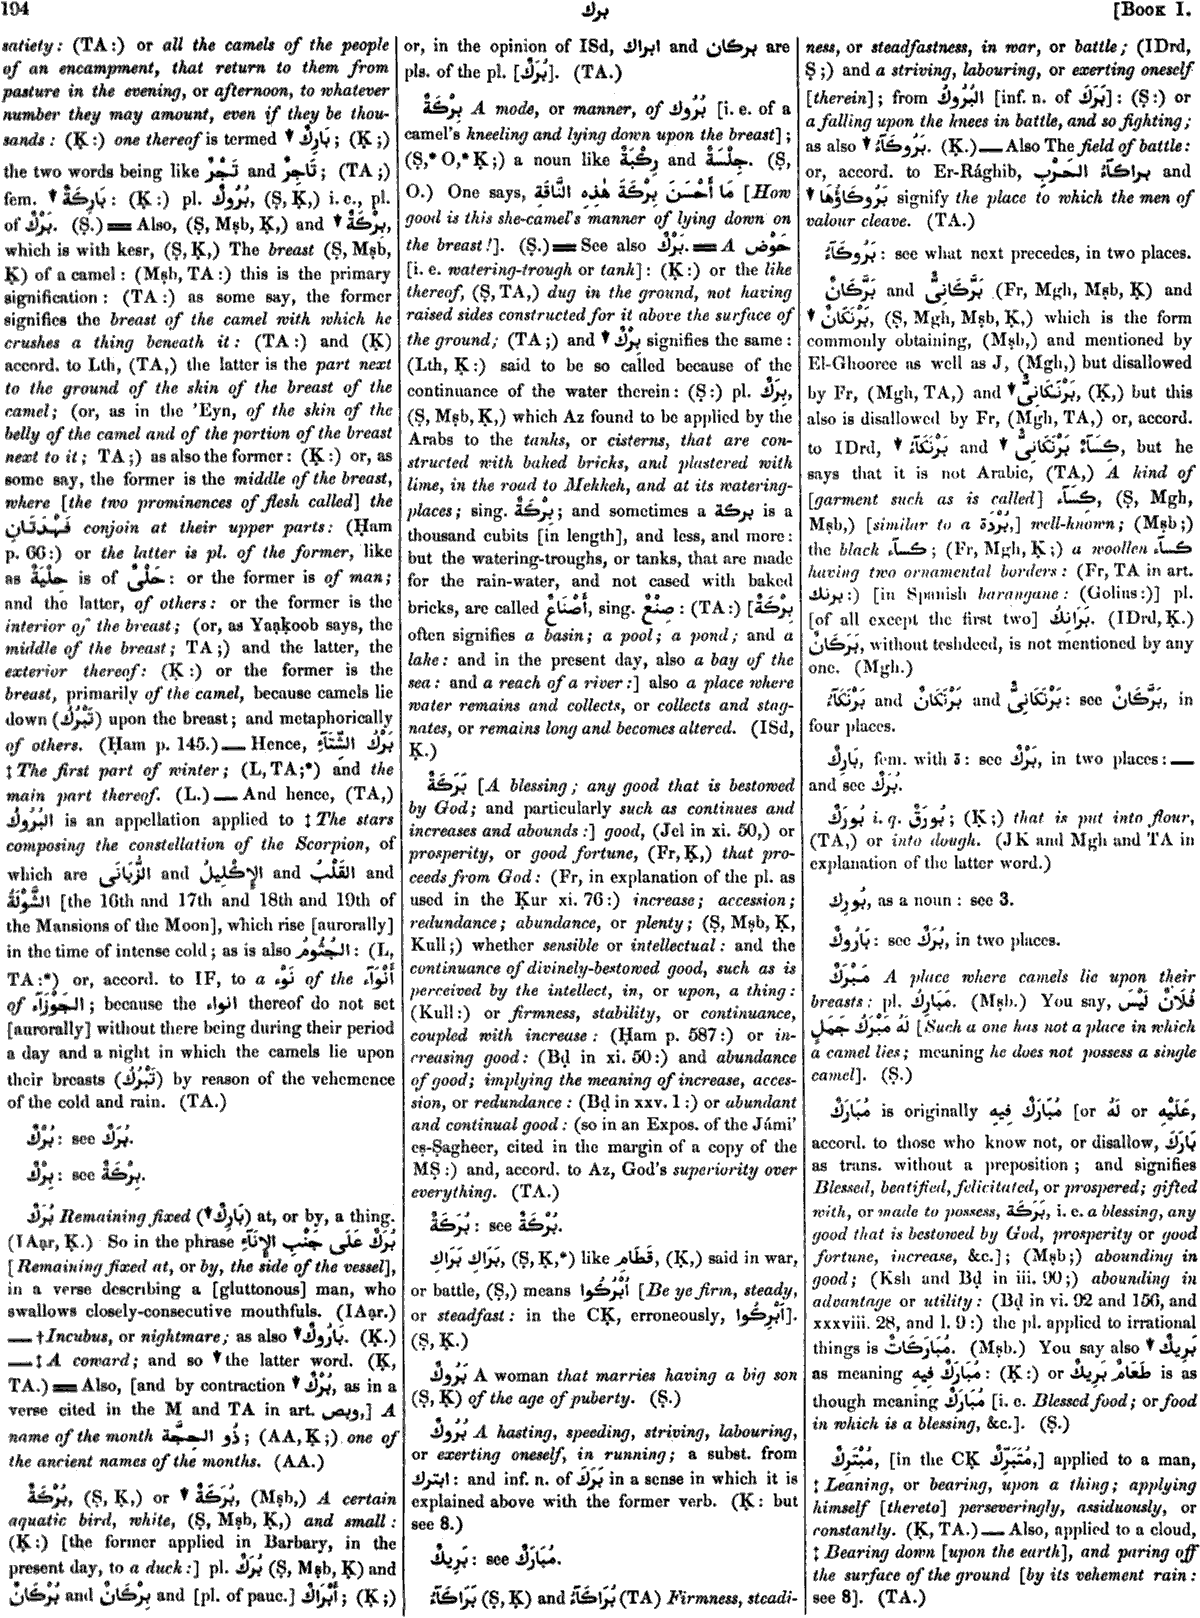 194
برك
[Book I.
satiety: (TA:) or all the camels of the people
of an encampment, that return to them from
pasture in the evening, or afternoon, to whatever
number they may amount, even if they be thou-
sands: (Ḳ:) one thereof is termed ▼ بَارِكٌ; (Ḳ;)
the two words being like تَجْرٌ and تَاجِرٌ; (TA;)
fem. ▼ بَارِكَةٌ: (Ḳ:) pl. بُرُوكٌ, (Ṣ, Ḳ,) i. e., pl.
of بَرْكٌ. (Ṣ.) == Also, (Ṣ, Mṣb, Ḳ,) and ▼ بِرْكَةٌ,
which is with kesr, (Ṣ, Ḳ,) The breast (Ṣ, Mṣb,
Ḳ) of a camel: (Mṣb, TA:) this is the primary
signification: (TA:) as some say, the former
signifies the breast of the camel with which he
crushes a thing beneath it: (TA:) and (Ḳ)
accord. to Lth, (TA,) the latter is the part next
to the ground of the skin of the breast of the
camel; (or, as in the 'Eyn, of the skin of the
belly of the camel and of the portion of the breast
next to it; TA;) as also the former: (Ḳ:) or, as
some say, the former is the middle of the breast,
where [the two prominences of flesh called] the
فَهْدَتَانِ conjoin at their upper parts: (Ḥam
p. 66:) or the latter is pl. of the former, like
as حِلْيَةٌ is of حَلْىٌ: or the former is of man;
and the latter, of others: or the former is the
interior of the breast; (or, as Yaạḳoob says, the
middle of the breast; TA;) and the latter, the
exterior thereof: (Ḳ:) or the former is the
breast, primarily of the camel, because camels lie
down (تَبْرُكُ) upon the breast; and metaphorically
of others. (Ḥam p. 145.) — Hence, بَرْكُ الشِّتَآءِ
‡ The first part of winter; (L, TA;*) and the
main part thereof. (L.) — And hence, (TA,)
البُرُوكُ is an appellation applied to ‡ The stars
composing the constellation of the Scorpion, of
which are الزُّبَانَى and الإِكْلِيلُ and القَلْبُ and
الشَّوْلَةُ [the 16th and 17th and 18th and 19th of
the Mansions of the Moon], which rise [aurorally]
in the time of intense cold; as is also الجُثُومُ: (L,
TA:*) or, accord. to IF, to a نَوْء of the أَنْوَآء
of الجَوْزَآء; because the انواء thereof do not set
[aurorally] without there being during their period
a day and a night in which the camels lie upon
their breasts (تَبْرُكُ) by reason of the vehemence
of the cold and rain. (TA.)
بُرْكٌ: see بُرَكٌ.
بِرْكٌ: see بِرْكَةٌ.
بُرَكٌ Remaining fixed (▼ بَارِكٌ) at, or by, a thing.
(IAạr, Ḳ.) So in the phrase بُرَكٌ عَلَى جَنْبِ الإِنَآءِ
[Remaining fixed at, or by, the side of the vessel],
in a verse describing a [gluttonous] man, who
swallows closely-consecutive mouthfuls. (IAạr.)
— † Incubus, or nightmare; as also ▼ بَارُوكٌ. (Ḳ.)
— ‡ A coward; and so ▼ the latter word. (Ḳ,
TA.) == Also, [and by contraction ▼ بُرْكٌ, as in a
verse cited in the M and TA in art. وبص,] A
name of the month ذُو الحِجَّة; (AA, Ḳ;) one of
the ancient names of the months. (AA.)
بُرْكَةٌ, (Ṣ, Ḳ,) or ▼ بُرَكَةٌ, (Mṣb,) A certain
aquatic bird, white, (Ṣ, Mṣb, Ḳ,) and small:
(Ḳ:) [the former applied in Barbary, in the
present day, to a duck:] pl. بُرَكٌ (Ṣ, Mṣb, Ḳ) and
بُرْكَانٌ and بِرْكَانٌ and [pl. of pauc.] أَبْرَاكٌ; (Ḳ;)
or, in the opinion of ISd, ابراك and بركان are
pls. of the pl. [بُرَكٌ]. (TA.)
بِرْكَةٌ A mode, or manner, of بُرُوك [i. e. of a
camel's kneeling and lying down upon the breast];
(Ṣ,* O,* Ḳ;) a noun like رِكْبَةٌ and جِلْسَةٌ. (Ṣ,
O.) One says, مَا أَحْسَنَ بِرْكَةَ هٰذِهِ النَّاقَةِ [How
good is this she-camel's manner of lying down on
the breast!]. (Ṣ.) == See also بَرْكٌ. == A حَوْض
[i. e. watering-trough or tank]: (Ḳ:) or the like
thereof, (Ṣ, TA,) dug in the ground, not having
raised sides constructed for it above the surface of
the ground; (TA;) and ▼ بِرْكٌ signifies the same:
(Lth, Ḳ:) said to be so called because of the
continuance of the water therein: (Ṣ:) pl. بِرَكٌ,
(Ṣ, Mṣb, Ḳ,) which Az found to be applied by the
Arabs to the tanks, or cisterns, that are con-
structed with baked bricks, and plastered with
lime, in the road to Mekkeh, and at its watering-
places; sing. بِرْكَةٌ; and sometimes a بركة is a
thousand cubits [in length], and less, and more:
but the watering-troughs, or tanks, that are made
for the rain-water, and not cased with baked
bricks, are called أَصْنَاعٌ, sing. صِنْعٌ: (TA:) [بِرْكَةٌ
often signifies a basin; a pool; a pond; and a
lake: and in the present day, also a bay of the
sea: and a reach of a river:] also a place where
water remains and collects, or collects and stag-
nates, or remains long and becomes altered. (ISd,
Ḳ.)
بَرَكَةٌ [A blessing; any good that is bestowed
by God; and particularly such as continues and
increases and abounds:] good, (Jel in xi. 50,) or
prosperity, or good fortune, (Fr, Ḳ,) that pro-
ceeds from God: (Fr, in explanation of the pl. as
used in the Ḳur xi. 76:) increase; accession;
redundance; abundance, or plenty; (Ṣ, Mṣb, Ḳ,
Kull;) whether sensible or intellectual: and the
continuance of divinely-bestowed good, such as is
perceived by the intellect, in, or upon, a thing:
(Kull:) or firmness, stability, or continuance,
coupled with increase: (Ḥam p. 587:) or in-
creasing good: (Bḍ in xi. 50:) and abundance
of good; implying the meaning of increase, acces-
sion, or redundance: (Bḍ in xxv. 1:) or abundant
and continual good: (so in an Expos. of the Jámi'
eṣ-Ṣagheer, cited in the margin of a copy of the
MṢ:) and, accord. to Az, God's superiority over
everything. (TA.)
بُرَكَةٌ: see بُرْكَةٌ.
بَرَاكِ بَرَاكِ, (Ṣ, Ḳ,*) like قَطَامِ, (Ḳ,) said in war,
or battle, (Ṣ,) means اُبْرُكُوا [Be ye firm, steady,
or steadfast: in the CḲ, erroneously, اَبْرِكُوا].
(Ṣ, Ḳ.)
بَرُوكٌ A woman that marries having a big son
(Ṣ, Ḳ) of the age of puberty. (Ṣ.)
بُرُوكٌ A hasting, speeding, striving, labouring,
or exerting oneself, in running; a subst. from
ابترك: and inf. n. of بَرَكَ in a sense in which it is
explained above with the former verb. (Ḳ: but
see 8.)
بَرِيكٌ: see مُبَارَكٌ.
بَرَاكَآءُ (Ṣ, Ḳ) and بُرَاكَآءُ (TA) Firmness, steadi-
ness, or steadfastness, in war, or battle; (IDrd,
Ṣ;) and a striving, labouring, or exerting oneself
[therein]; from البُرُوكُ [inf. n. of بَرَكَ]: (Ṣ:) or
a falling upon the knees in battle, and so fighting;
as also ▼ بَرُوكَآءُ. (Ḳ.) — Also The field of battle:
or, accord. to Er-Rághib, بَرَاكَآءُ الحَرْبِ and
▼ بَرُوكَاؤُهَا signify the place to which the men of
valour cleave. (TA.)
بَرُوكَآءُ: see what next precedes, in two places.
بَرَّكَانٌ and بَرَّكَانِىٌّ (Fr, Mgh, Mṣb, Ḳ) and
▼ بَرْنَكَانٌ, (Ṣ, Mgh, Mṣb, Ḳ,) which is the form
commonly obtaining, (Mṣb,) and mentioned by
El-Ghooree as well as J, (Mgh,) but disallowed
by Fr, (Mgh, TA,) and ▼ بَرْنَكَانِىٌّ, (Ḳ,) but this
also is disallowed by Fr, (Mgh, TA,) or, accord.
to IDrd, ▼ بَرْنَكَآءُ and ▼ كِسَآءٌ بَرْنَكَانِىٌّ, but he
says that it is not Arabic, (TA,) A kind of
[garment such as is called] كِسَآء, (Ṣ, Mgh,
Mṣb,) [similar to a بُرْدَة,] well-known; (Mṣb;)
the black كساء; (Fr, Mgh, Ḳ;) a woollen كساء
having two ornamental borders: (Fr, TA in art.
برنك:) [in Spanish barangane: (Golius:)] pl.
[of all except the first two] بَرَانِكُ. (IDrd, Ḳ.)
بَرَكَانٌ, without teshdeed, is not mentioned by any
one. (Mgh.)
بَرْنَكَآءُ and بَرْنَكَانٌ and بَرْنَكَانِىٌّ: see بَرَّكَانٌ, in
four places.
بَارِكٌ, fem. with ة: see بَرْكٌ, in two places: —
and see بُرَكٌ.
بُورَكٌ i. q. بُورَقٌ; (Ḳ;) that is put into flour,
(TA,) or into dough. (JK and Mgh and TA in
explanation of the latter word.)
بُورِكَ, as a noun: see 3.
بَارُوكٌ: see بُرَكٌ, in two places.
مَبْرَكٌ A place where camels lie upon their
breasts: pl. مَبَارِكُ. (Mṣb.) You say, فُلَانٌ لَيْسَ
لَهُ مَبْرَكُ جَمَلٍ [Such a one has not a place in which
a camel lies; meaning he does not possess a single
camel]. (Ṣ.)
مُبَارَكٌ is originally مُبَارَكٌ فِيهِ [or لَهُ or عَلَيْهِ,
accord. to those who know not, or disallow, بَارَكَ
as trans. without a preposition; and signifies
Blessed, beatified, felicitated, or prospered; gifted
with, or made to possess, بَرَكَة, i. e. a blessing, any
good that is bestowed by God, prosperity or good
fortune, increase, &c.]; (Mṣb;) abounding in
good; (Ksh and Bḍ in iii. 90;) abounding in
advantage or utility: (Bḍ in vi. 92 and 156, and
xxxviii. 28, and l. 9:) the pl. applied to irrational
things is مُبَارَكَاتٌ. (Mṣb.) You say also ▼ بَرِيكٌ
as meaning مُبَارَكٌ فِيهِ: (Ḳ:) or طَعَامٌ بَرِيكٌ is as
though meaning مُبَارَكٌ [i. e. Blessed food; or food
in which is a blessing, &c.]. (Ṣ.)
مُبْتَرِكٌ, [in the CḲ مُتَبَرِّكٌ,] applied to a man,
‡ Leaning, or bearing, upon a thing; applying
himself [thereto] perseveringly, assiduously, or
constantly. (Ḳ, TA.) — Also, applied to a cloud,
‡ Bearing down [upon the earth], and paring off
the surface of the ground [by its vehement rain:
see 8]. (TA.)